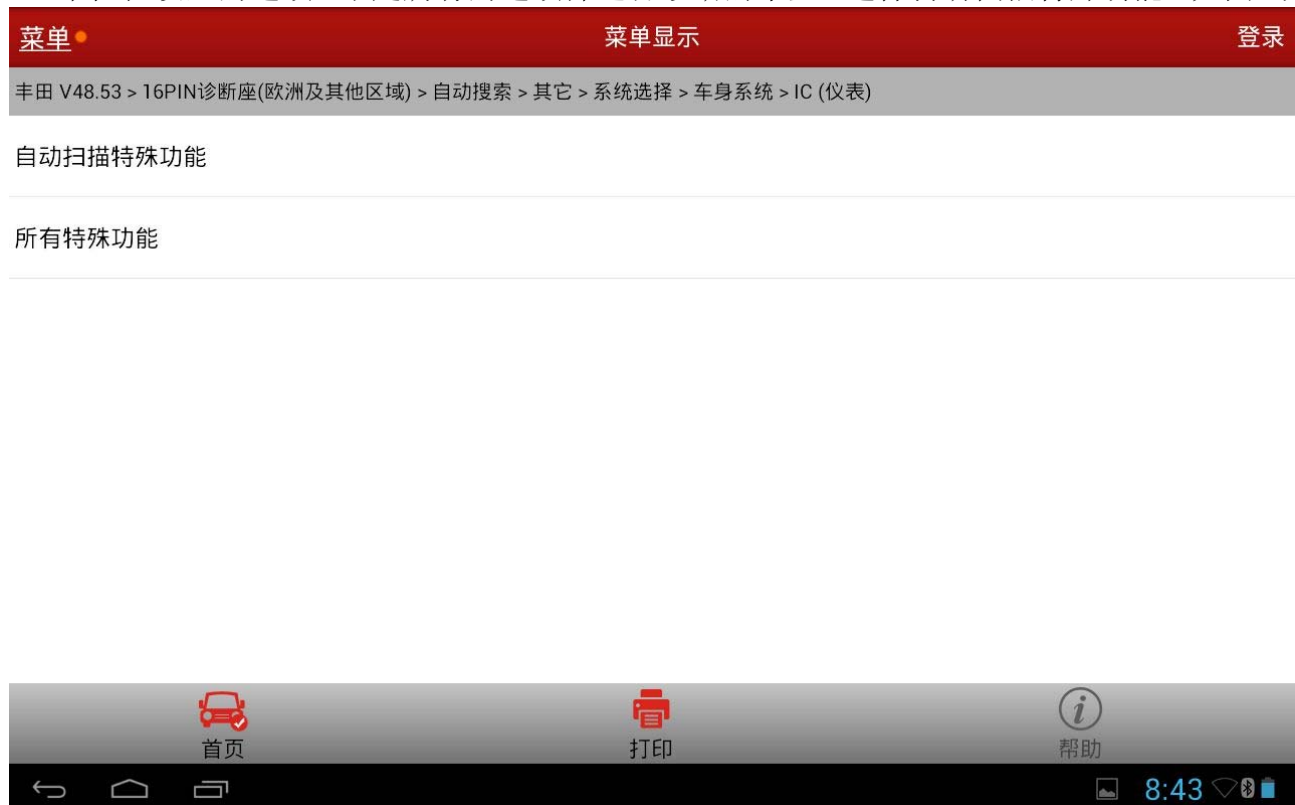 菜单
菜单显示
登录
丰田 V48.53 > 16PIN诊断座(欧洲及其他区域) > 自动搜索 > 其它 > 系统选择 > 车身系统 > IC (仪表)
自动扫描特殊功能
所有特殊功能
首页
打印
帮助
8:43